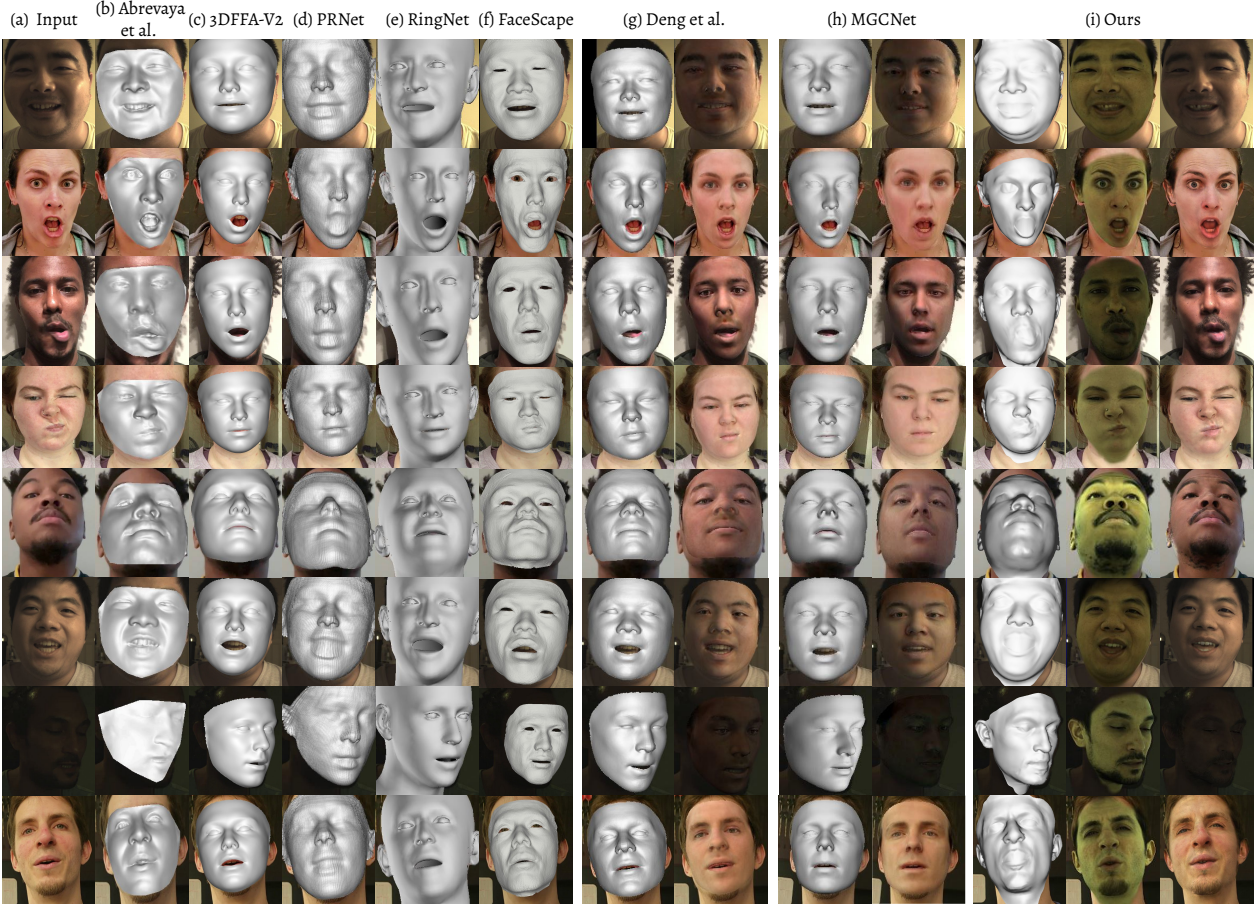 (a) Input
(b) Abrevaya
et al.
(c) 3DFFA-V2
(d) PRNet
(e) RingNet
(f) FaceScape
(g) Deng et al.
(h) MGCNet
(i) Ours